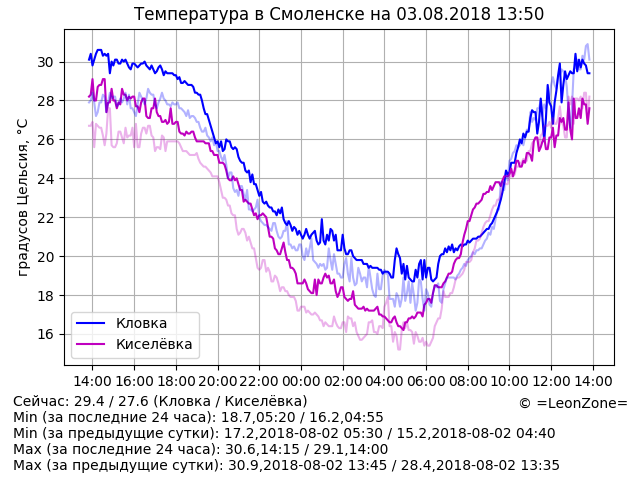 Температура в Смоленске на 03.08.2018 13:50
градусов Цельсия, °C
30
28
26
24
22
20
18
16
Кловка
Киселёвка
14:00 16:00 18:00 20:00 22:00 00:00 02:00 04:00 06:00 08:00 10:00 12:00 14:00
Сейчас: 29.4 / 27.6 (Кловка / Киселёвка)
© =LeonZone=
Min (за последние 24 часа): 18.7,05:20 / 16.2,04:55
Min (за предыдущие сутки): 17.2,2018-08-02 05:30 / 15.2,2018-08-02 04:40
Max (за последние 24 часа): 30.6,14:15 / 29.1,14:00
Max (за предыдущие сутки): 30.9,2018-08-02 13:45 / 28.4,2018-08-02 13:35